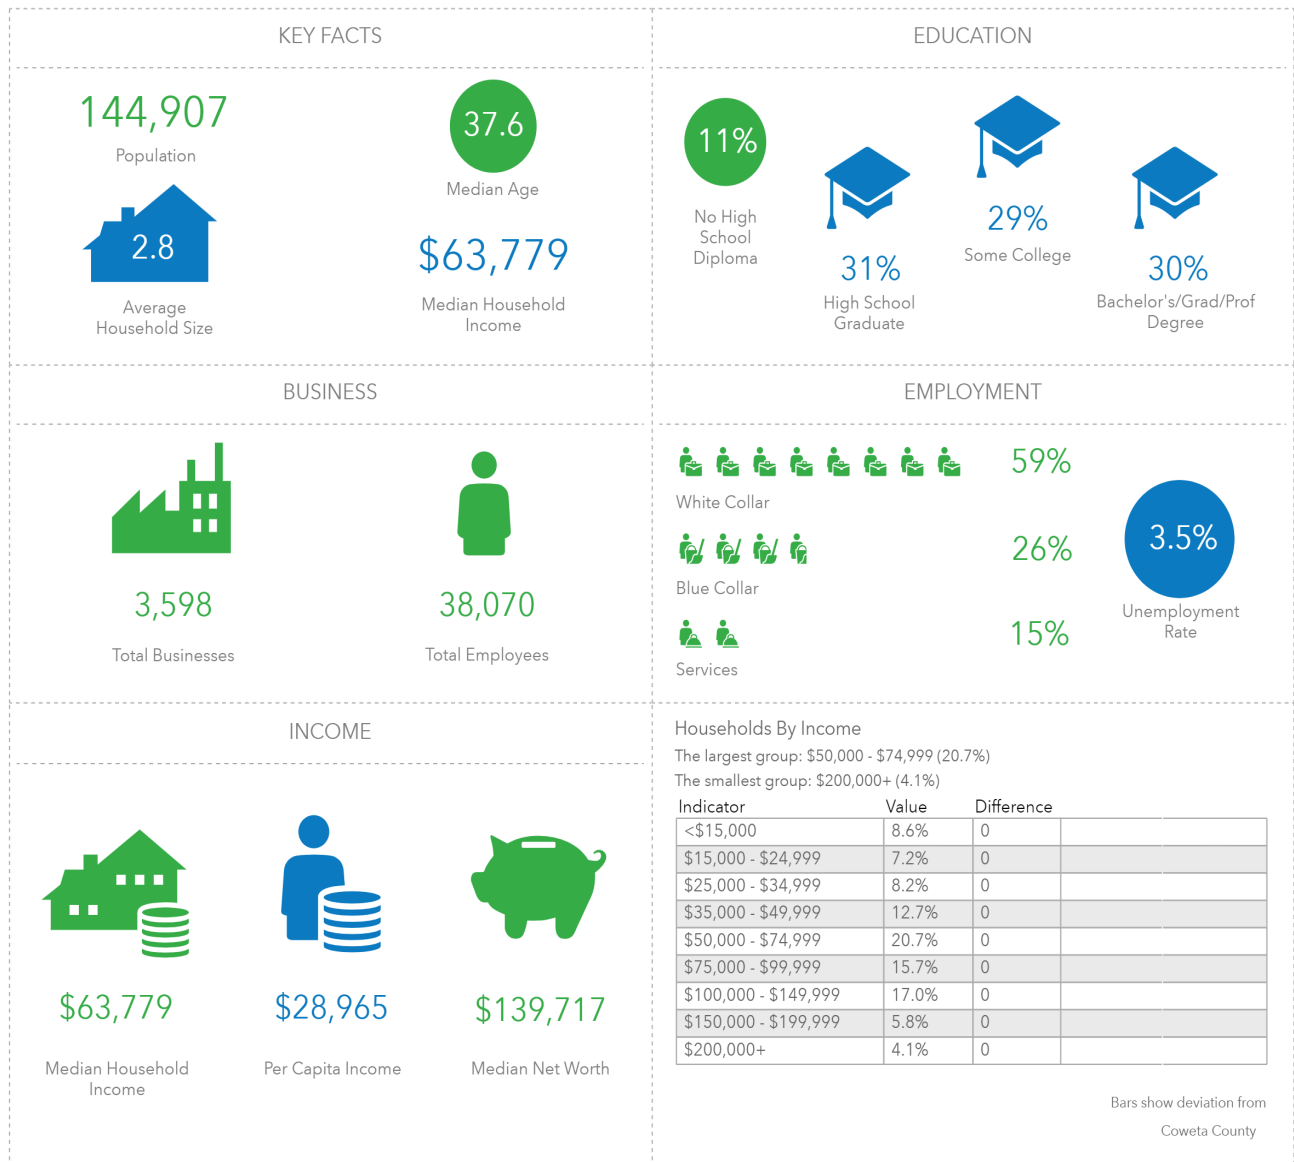 KEY FACTS
144,907
Population
37.6
Median Age
2.8
Average
Household Size
$63,779
Median Household
Income
EDUCATION
11%
No High
School
Diploma
31%
High School
Graduate
29%
Some College
30%
Bachelor's/Grad/Prof
Degree
BUSINESS
3,598
Total Businesses
38,070
Total Employees
EMPLOYMENT
59%
White Collar
26%
Blue Collar
15%
Services
3.5%
Unemployment
Rate
INCOME
$63,779
Median Household
Income
$28,965
Per Capita Income
$139,717
Median Net Worth
Households By Income
The largest group: $50,000 - $74,999 (20.7%)
The smallest group: $200,000+ (4.1%)
Indicator Value Difference
<$15,000 8.6% 0
$15,000 - $24,999 7.2% 0
$25,000 - $34,999 8.2% 0
$35,000 - $49,999 12.7% 0
$50,000 - $74,999 20.7% 0
$75,000 - $99,999 15.7% 0
$100,000 - $149,999 17.0% 0
$150,000 - $199,999 5.8% 0
$200,000+ 4.1% 0
Bars show deviation from
Coweta County